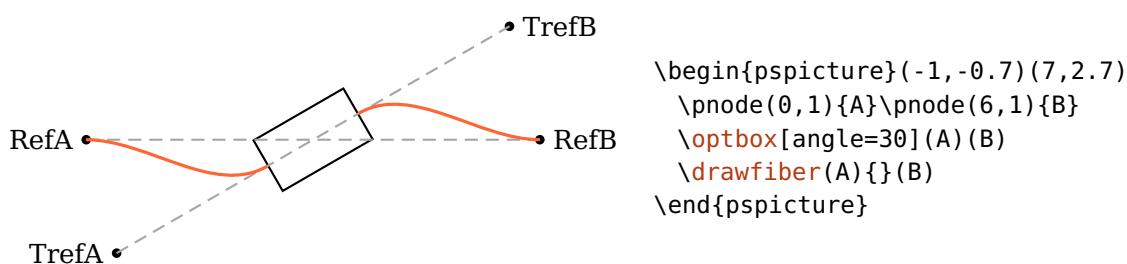 TrefB
RefA
RefB
TrefA
\begin{pspicture}(-1,-0.7)(7,2.7)
  \pnode(0,1){A}\pnode(6,1){B}
  \optbox[angle=30](A)(B)
  \drawfiber(A){}(B)
\end{pspicture}